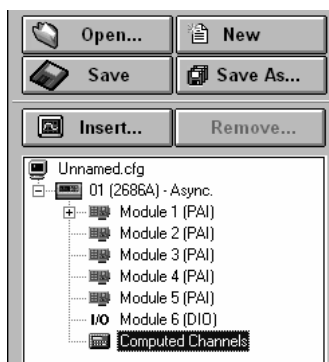 Open... New
Save Save As...
Insert... Remove...
Unnamed.cfg
01 (2686A) - Async.
Module 1 (PAI)
Module 2 (PAI)
Module 3 (PAI)
Module 4 (PAI)
Module 5 (PAI)
I/O Module 6 (DIO)
Computed Channels